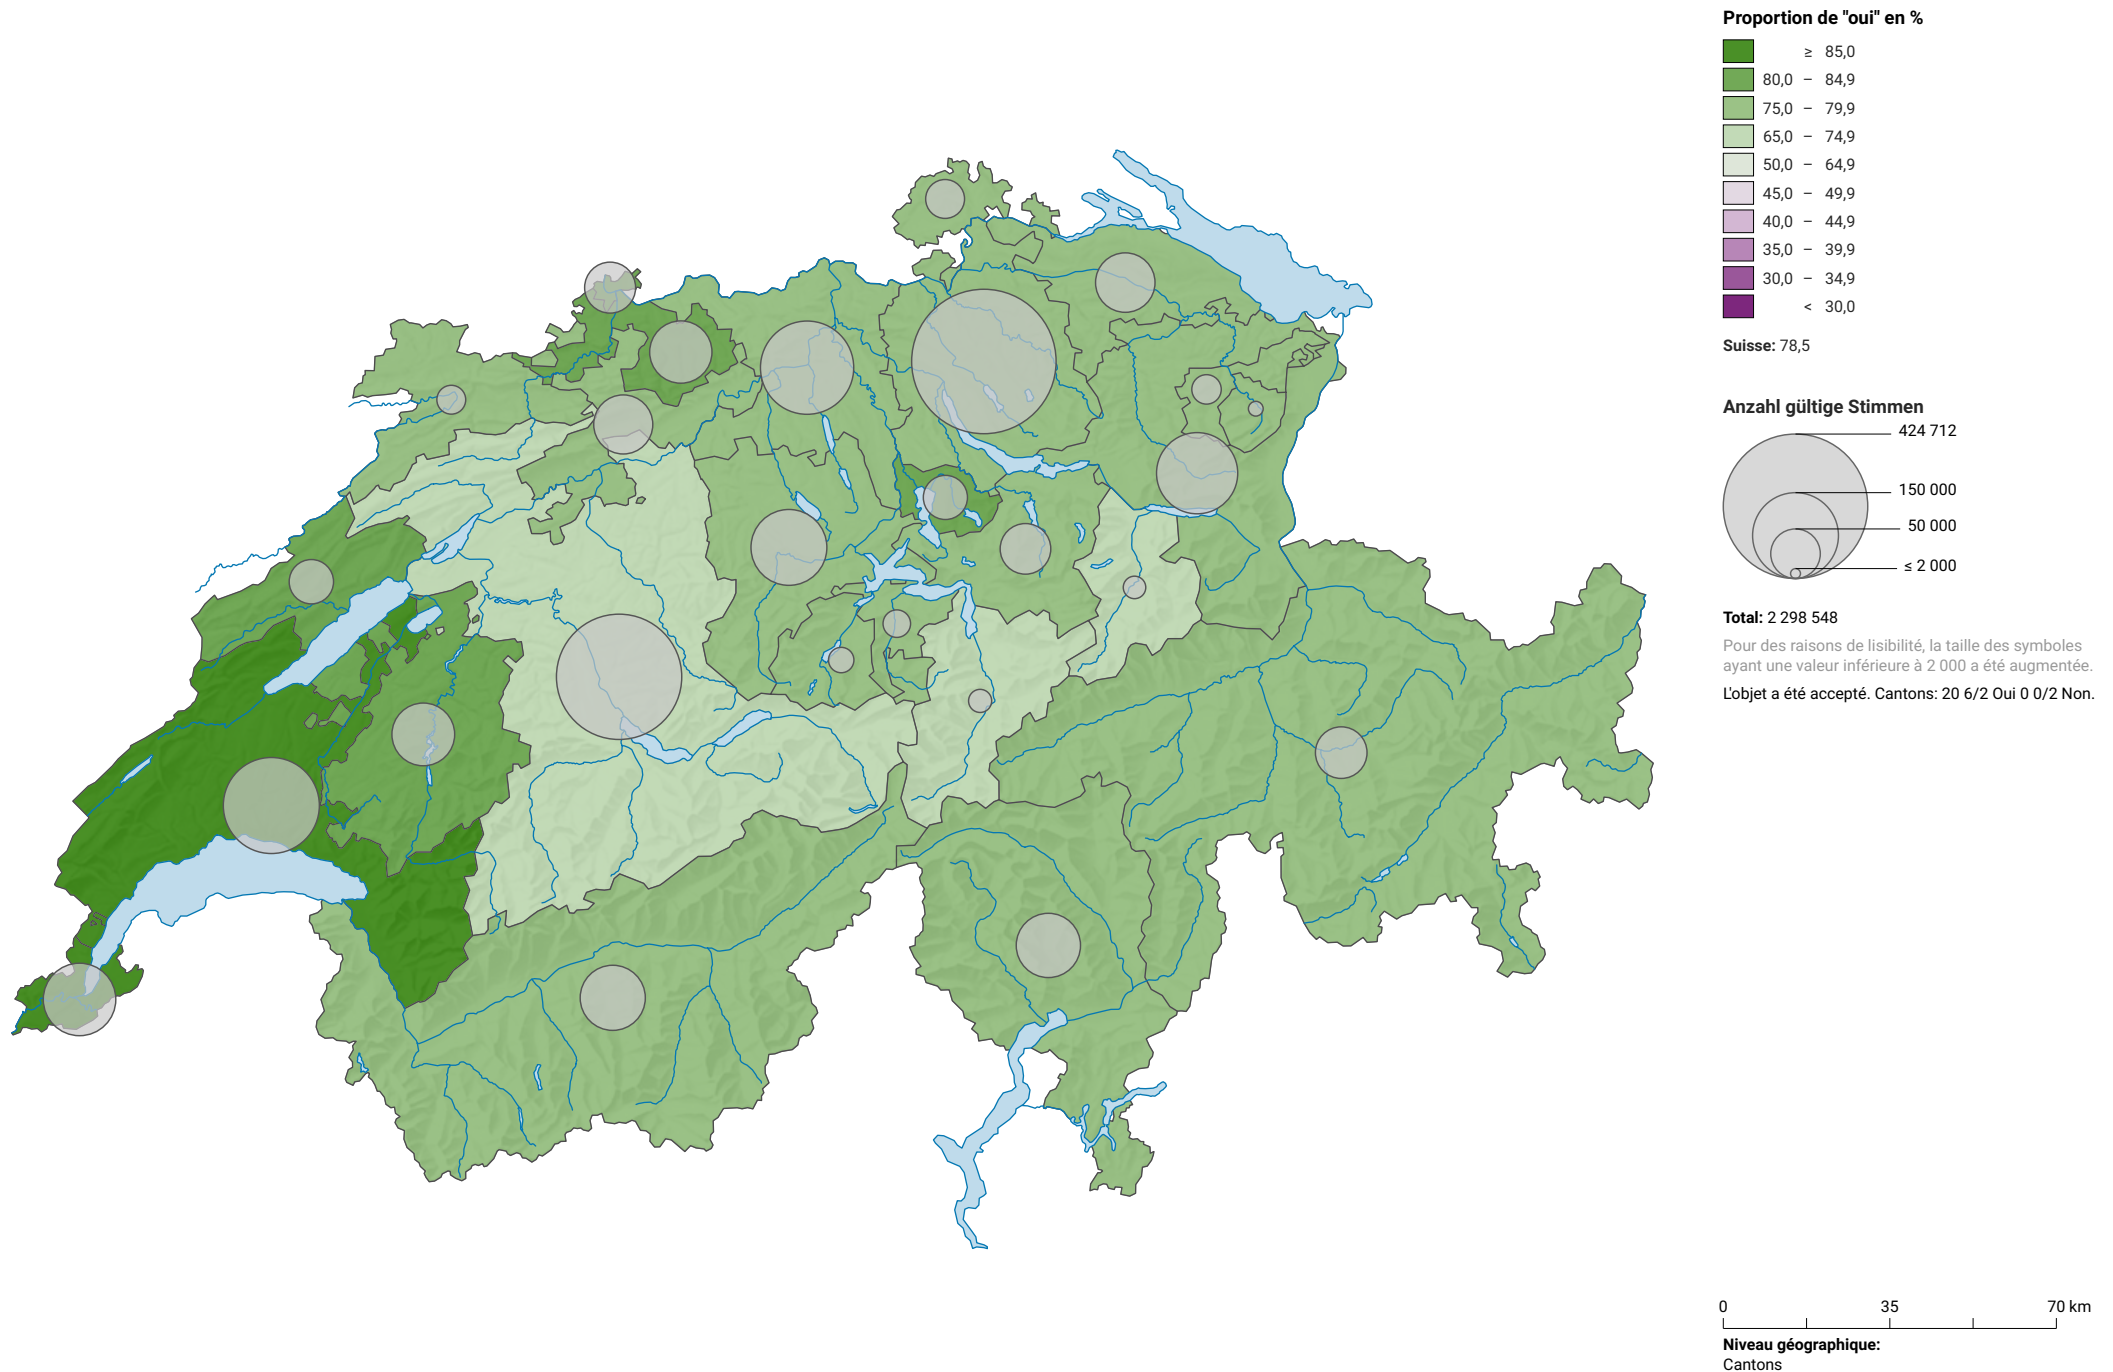 Proportion de "oui" en %
≥ 85,0
80,0 – 84,9
75,0 – 79,9
65,0 – 74,9
50,0 – 64,9
45,0 – 49,9
40,0 – 44,9
35,0 – 39,9
30,0 – 34,9
< 30,0
Suisse: 78,5
Anzahl gültige Stimmen
424 712
150 000
50 000
≤ 2 000
Total: 2 298 548
Pour des raisons de lisibilité, la taille des symboles
ayant une valeur inférieure à 2 000 a été augmentée.
L'objet a été accepté. Cantons: 20 6/2 Oui 0 0/2 Non.
0 35 70 km
Niveau géographique:
Cantons